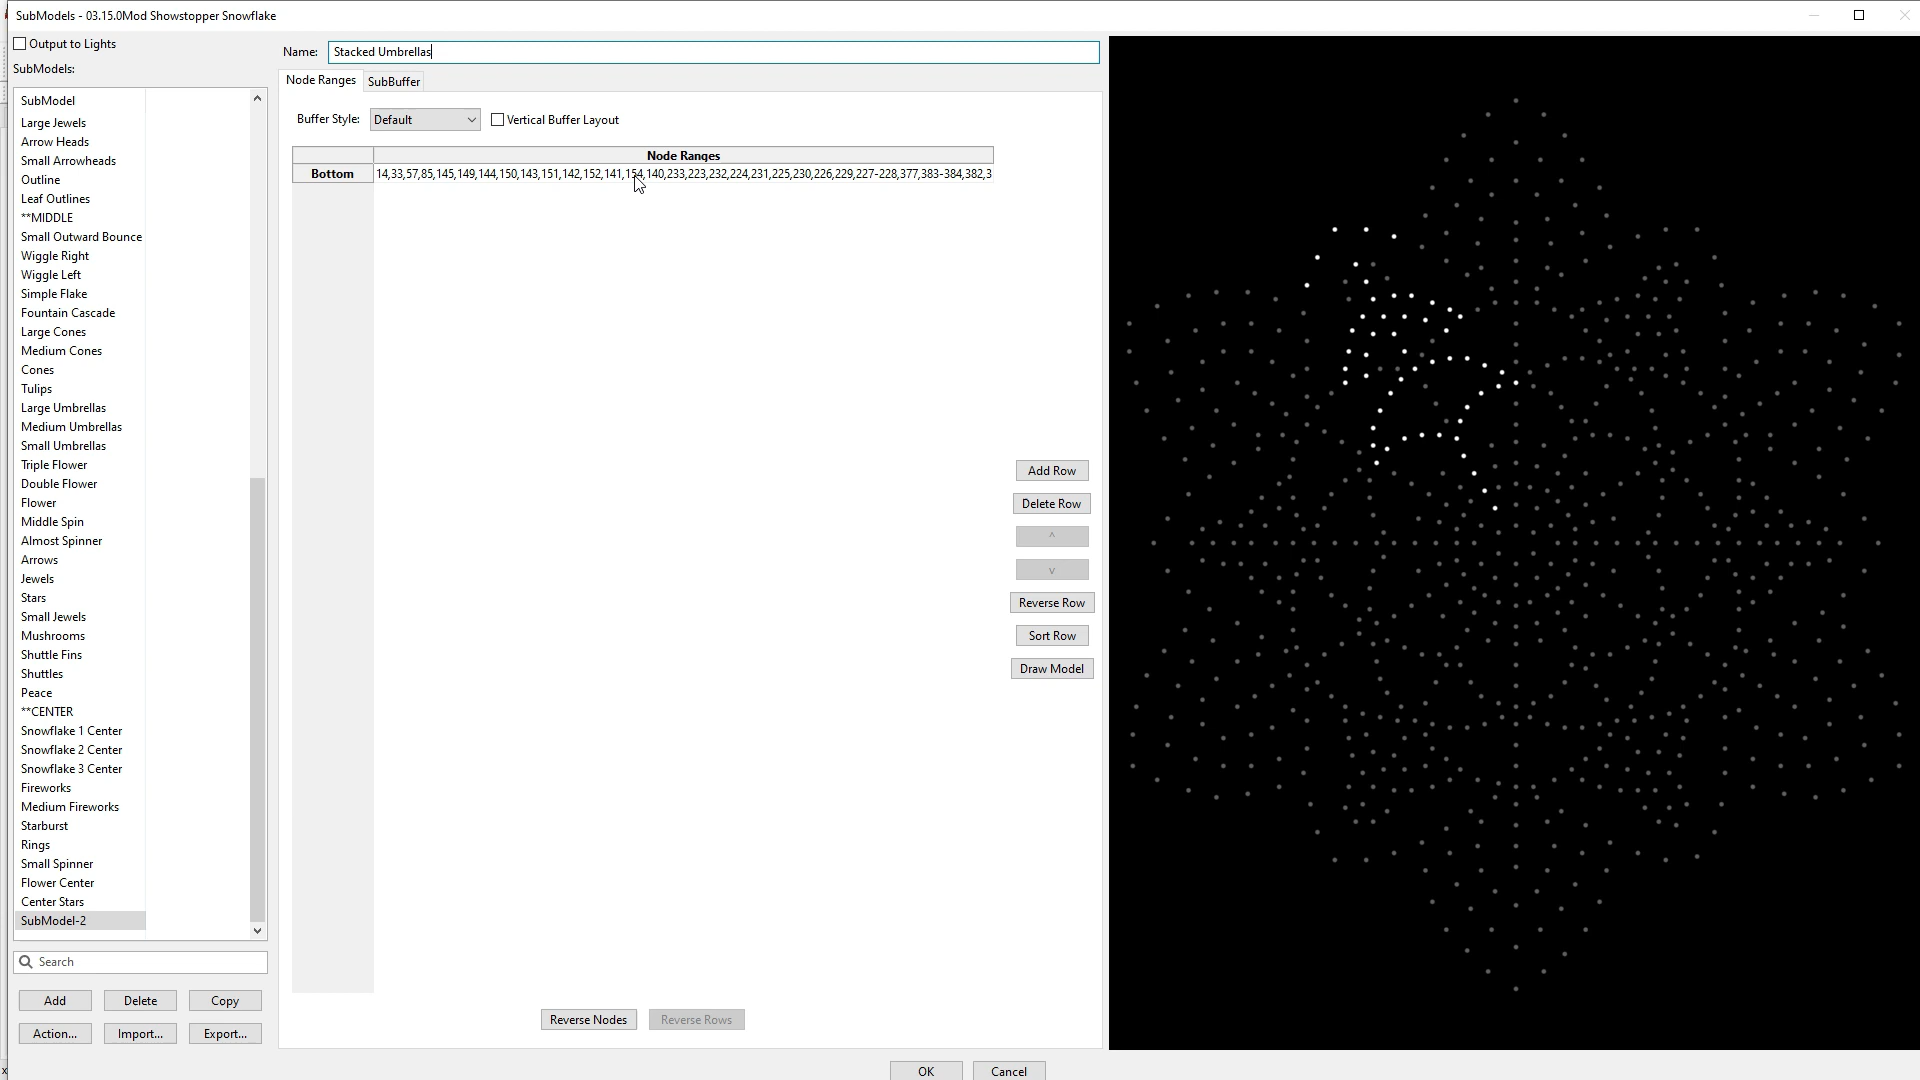 SubModels - 03.15.0Mod Showstopper Snowflake
Output to Lights
SubModels:
SubModel
Large Jewels
Arrow Heads
Small Arrowheads
Outline
Leaf Outlines
**MIDDLE
Small Outward Bounce
Wiggle Right
Wiggle Left
Simple Flake
Fountain Cascade
Large Cones
Medium Cones
Cones
Tulips
Large Umbrellas
Medium Umbrellas
Small Umbrellas
Triple Flower
Double Flower
Flower
Middle Spin
Almost Spinner
Arrows
Jewels
Stars
Small Jewels
Mushrooms
Shuttle Fins
Shuttles
Peace
**CENTER
Snowflake 1 Center
Snowflake 2 Center
Snowflake 3 Center
Fireworks
Medium Fireworks
Starburst
Rings
Small Spinner
Flower Center
Center Stars
SubModel-2
Search
Add Delete Copy
Action... Import... Export...
Name: Stacked Umbrellas
Node Ranges SubBuffer
Buffer Style: Default Vertical Buffer Layout
Node Ranges
Bottom 14,33,57,85,145,149,144,150,143,151,142,152,141,154,140,233,223,232,224,231,225,230,226,229,227-228,377,383-384,382,3
Add Row
Delete Row
^
v
Reverse Row
Sort Row
Draw Model
Reverse Nodes Reverse Rows
OK Cancel